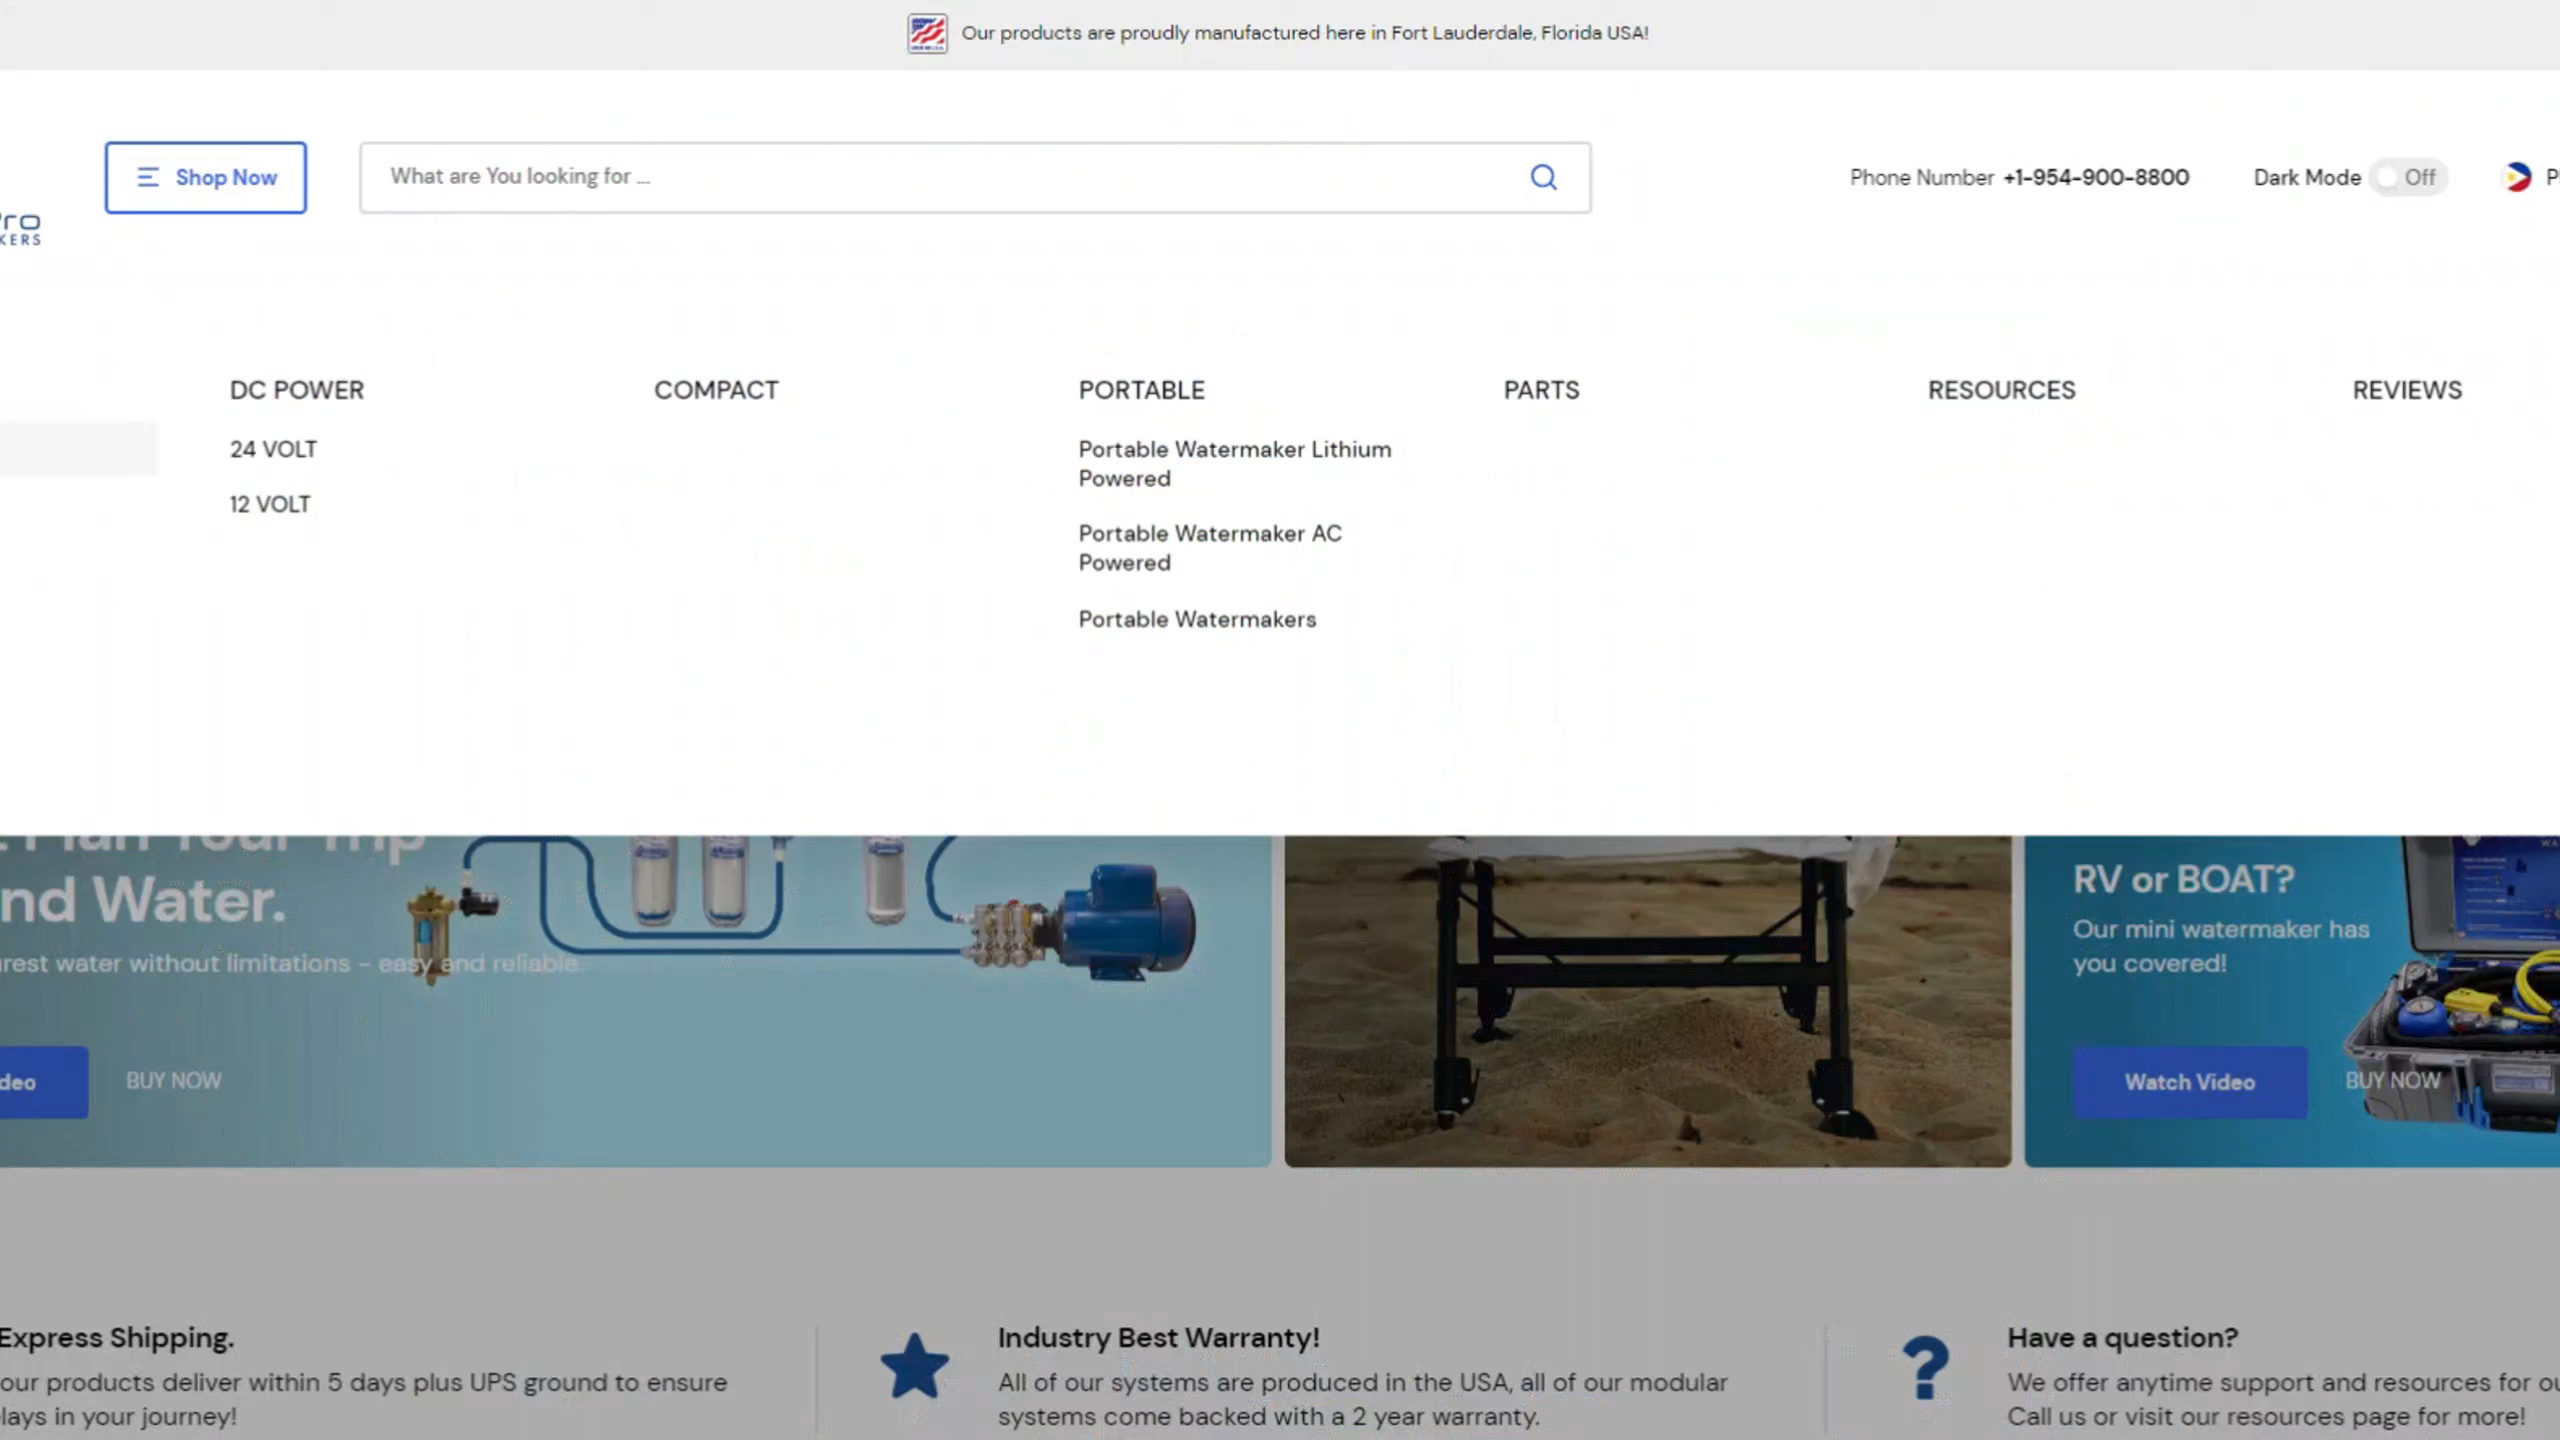 Our products are proudly manufactured here in Fort Lauderdale, Florida USA!
Shop Now
What are You looking for ...
Phone Number +1-954-900-8800
Dark Mode Off
DC POWER
COMPACT
PORTABLE
PARTS
RESOURCES
REVIEWS
24 VOLT
12 VOLT
Portable Watermaker Lithium
Powered
Portable Watermaker AC
Powered
Portable Watermakers
Plan Your Trip
nd Water.
rest water without limitations - easy and reliable.
deo
BUY NOW
RV or BOAT?
Our mini watermaker has
you covered!
Watch Video
BUY NOW
Express Shipping.
our products deliver within 5 days plus UPS ground to ensure
lays in your journey!
Industry Best Warranty!
All of our systems are produced in the USA, all of our modular
systems come backed with a 2 year warranty.
Have a question?
We offer anytime support and resources for ou
Call us or visit our resources page for more!